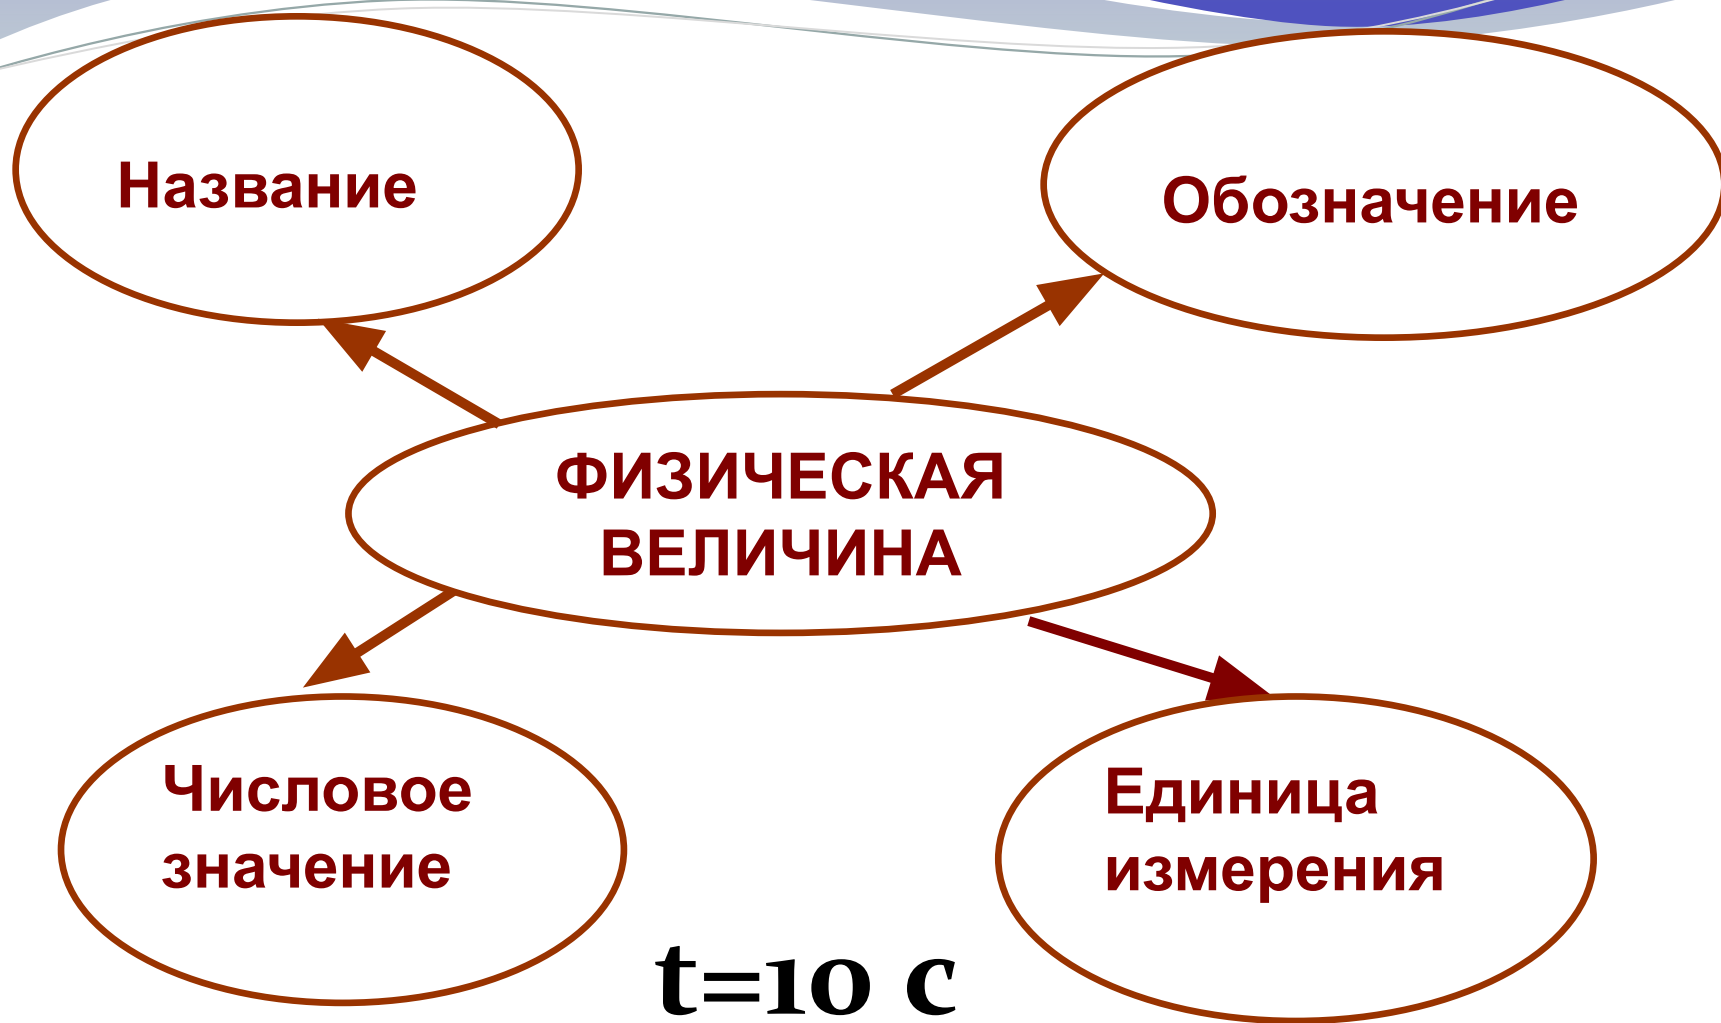 Название
Обозначение
ФИЗИЧЕСКАЯ
ВЕЛИЧИНА
Числовое
значение
Единица
измерения
t=10 с